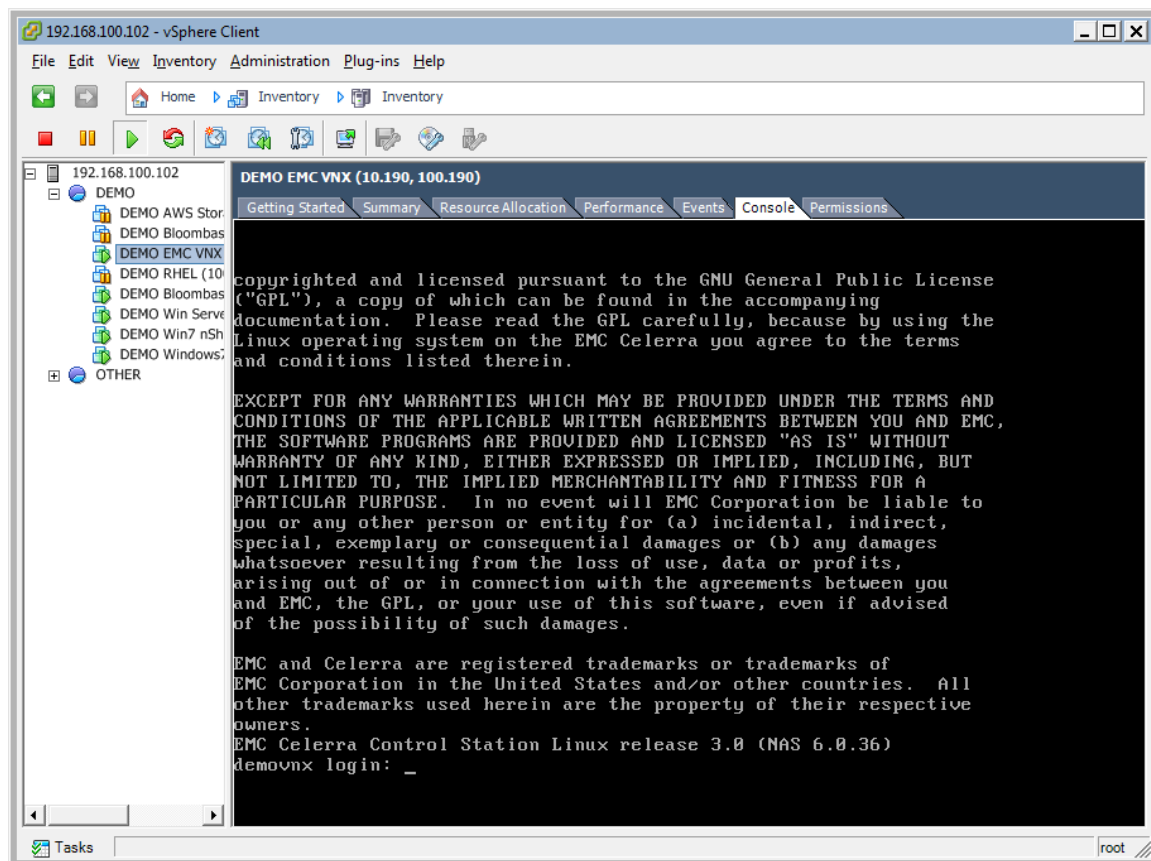 192.168.100.102 - vSphere Client
File Edit View Inventory Administration Plug-ins Help
Home Inventory Inventory
192.168.100.102
DEMO
DEMO AWS Stor
DEMO Bloombas
DEMO EMC VNX
DEMO RHEL (10
DEMO Bloombas
DEMO Win Serve
DEMO Win7 nSh
DEMO Windows7
OTHER
DEMO EMC VNX (10.190, 100.190)
Getting Started Summary Resource Allocation Performance Events Console Permissions
copyrighted and licensed pursuant to the GNU General Public License
("GPL"), a copy of which can be found in the accompanying
documentation.  Please read the GPL carefully, because by using the
Linux operating system on the EMC Celerra you agree to the terms
and conditions listed therein.
EXCEPT FOR ANY WARRANTIES WHICH MAY BE PROVIDED UNDER THE TERMS AND
CONDITIONS OF THE APPLICABLE WRITTEN AGREEMENTS BETWEEN YOU AND EMC,
THE SOFTWARE PROGRAMS ARE PROVIDED AND LICENSED "AS IS" WITHOUT
WARRANTY OF ANY KIND, EITHER EXPRESSED OR IMPLIED, INCLUDING, BUT
NOT LIMITED TO, THE IMPLIED MERCHANTABILITY AND FITNESS FOR A
PARTICULAR PURPOSE.  In no event will EMC Corporation be liable to
you or any other person or entity for (a) incidental, indirect,
special, exemplary or consequential damages or (b) any damages
whatsoever resulting from the loss of use, data or profits,
arising out of or in connection with the agreements between you
and EMC, the GPL, or your use of this software, even if advised
of the possibility of such damages.
EMC and Celerra are registered trademarks or trademarks of
EMC Corporation in the United States and/or other countries.  All
other trademarks used herein are the property of their respective
owners.
EMC Celerra Control Station Linux release 3.0 (NAS 6.0.36)
demovnx login: _
Tasks
root